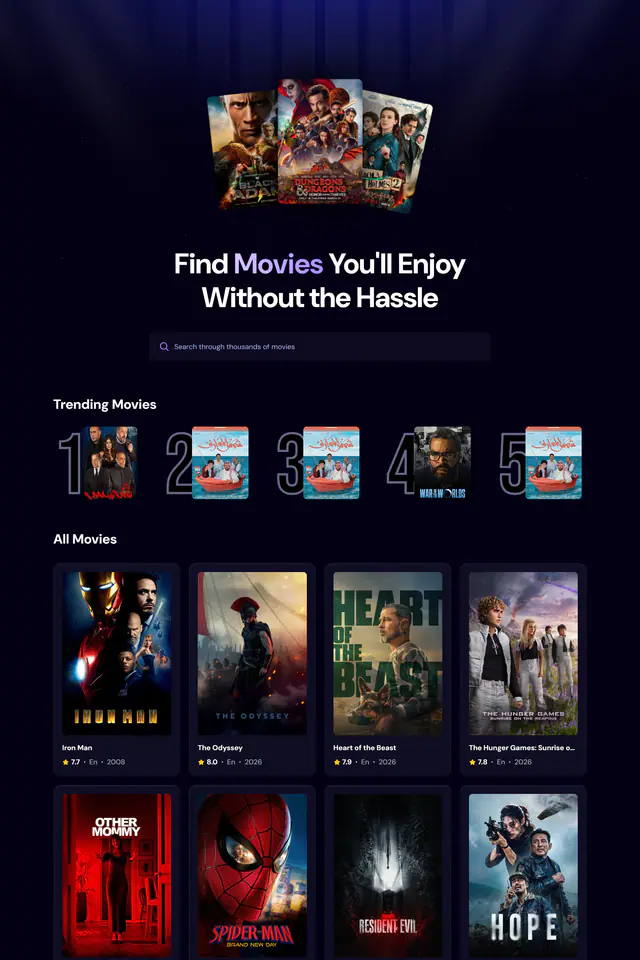 BLACK
ADAM
DUNGEONS
& DRAGONS
HONOR AMONG THIEVES
HOLMES 2
Find Movies You'll Enjoy
Without the Hassle
Search through thousands of movies
Trending Movies
1
2
3
4
5
WAR OF THE WORLDS
All Movies
IRON MAN
THE ODYSSEY
HEART
OF
THE
BEAST
THE HUNGER GAMES
SUNRISE ON THE REAPING
Iron Man
7.7 • En • 2008
The Odyssey
8.0 • En • 2026
Heart of the Beast
7.9 • En • 2026
The Hunger Games: Sunrise o...
7.8 • En • 2026
OTHER
MOMMY
SPIDER-MAN
BRAND NEW DAY
RESIDENT EVIL
HOPE